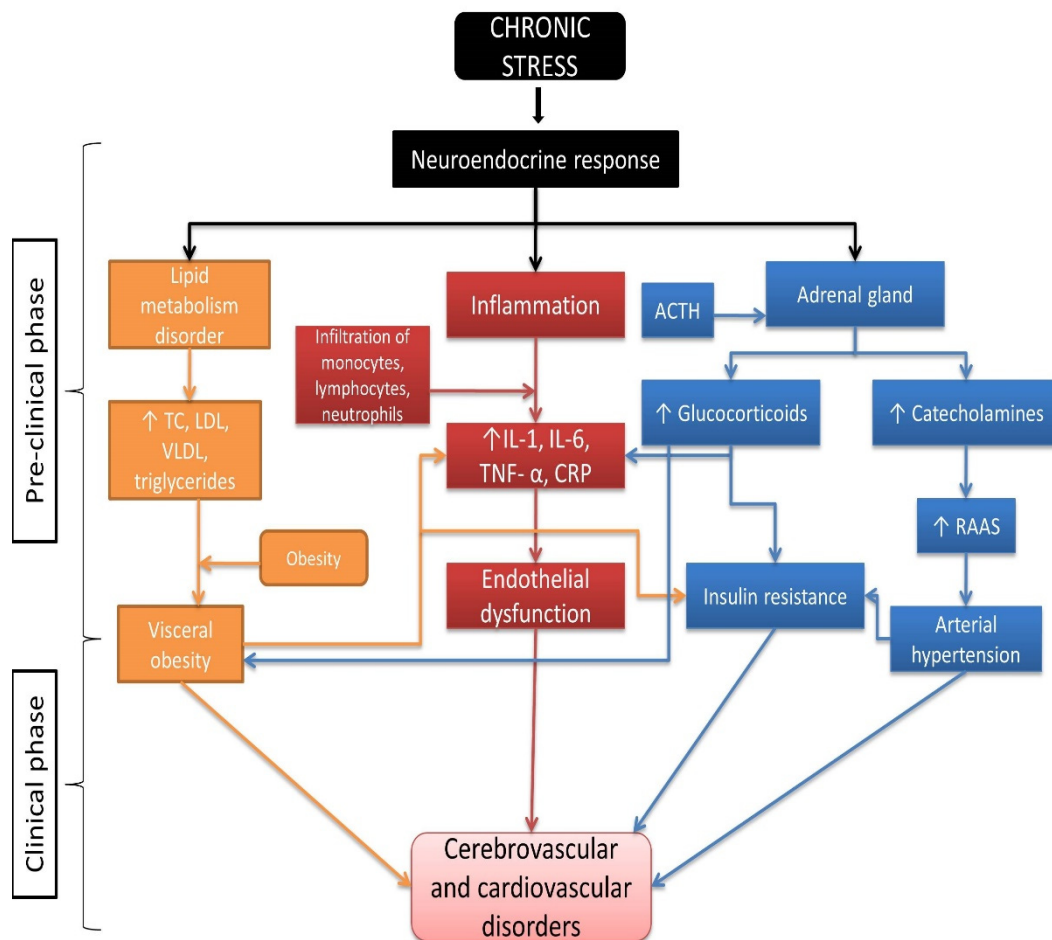 CHRONIC
STRESS
Neuroendocrine response
Pre-clinical phase
Lipid
metabolism
disorder
Inflammation
ACTH
Adrenal gland
Infiltration of
monocytes,
lymphocytes,
neutrophils
↑ TC, LDL,
VLDL,
triglycerides
↑IL-1, IL-6,
TNF- α, CRP
↑ Glucocorticoids
↑ Catecholamines
↑ RAAS
Obesity
Endothelial
dysfunction
Insulin resistance
Visceral
obesity
Arterial
hypertension
Clinical phase
Cerebrovascular
and cardiovascular
disorders